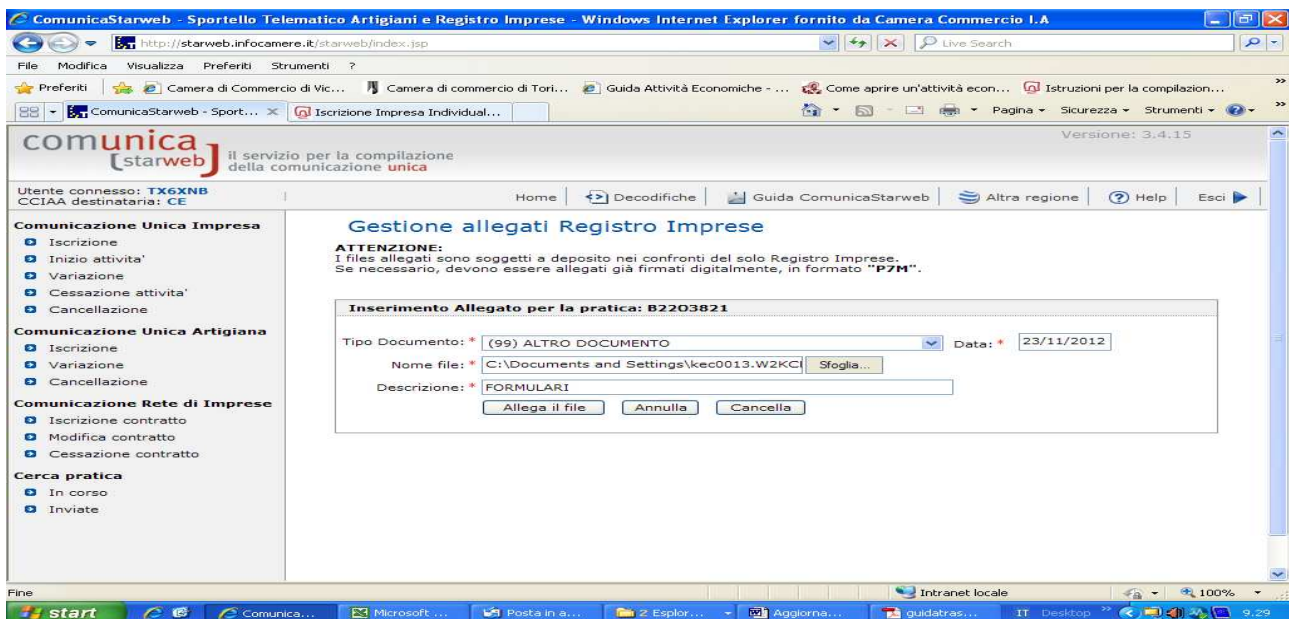 ComunicaStarweb - Sportello Telematico Artigiani e Registro Imprese - Windows Internet Explorer fornito da Camera Commercio I.A
http://starweb.infocamere.it/starweb/index.jsp
Live Search
File Modifica Visualizza Preferiti Strumenti ?
Preferiti Camera di Commercio di Vic... Camera di commercio di Tori... Guida Attività Economiche - ... Come aprire un'attività econ... Istruzioni per la compilazion... »
ComunicaStarweb - Sport... Iscrizione Impresa Individual... Pagina Sicurezza Strumenti »
comunica
[starweb]
il servizio per la compilazione
della comunicazione unica
Versione: 3.4.15
Utente connesso: TX6XNB
CCIAA destinataria: CE
Home Decodifiche Guida ComunicaStarweb Altra regione Help Esci
Comunicazione Unica Impresa
Iscrizione
Inizio attivita'
Variazione
Cessazione attivita'
Cancellazione
Comunicazione Unica Artigiana
Iscrizione
Variazione
Cancellazione
Comunicazione Rete di Imprese
Iscrizione contratto
Modifica contratto
Cessazione contratto
Cerca pratica
In corso
Inviate
Gestione allegati Registro Imprese
ATTENZIONE:
I files allegati sono soggetti a deposito nei confronti del solo Registro Imprese.
Se necessario, devono essere allegati già firmati digitalmente, in formato "P7M".
Inserimento Allegato per la pratica: B2203821
Tipo Documento: * (99) ALTRO DOCUMENTO Data: * 23/11/2012
Nome file: * C:\Documents and Settings\kec0013.W2KC Sfoglia...
Descrizione: * FORMULARI
Allega il file Annulla Cancella
Fine Intranet locale 100%
start Comunica... Microsoft ... Posta in a... 2 Esplor... Aggiorna... guidatras... IT Desktop » 9.29